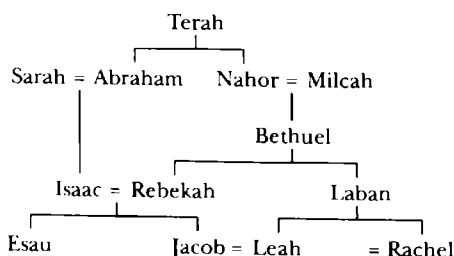 Terah
Sarah = Abraham Nahor = Milcah
Bethuel
Isaac = Rebekah Laban
Esau Jacob = Leah = Rachel